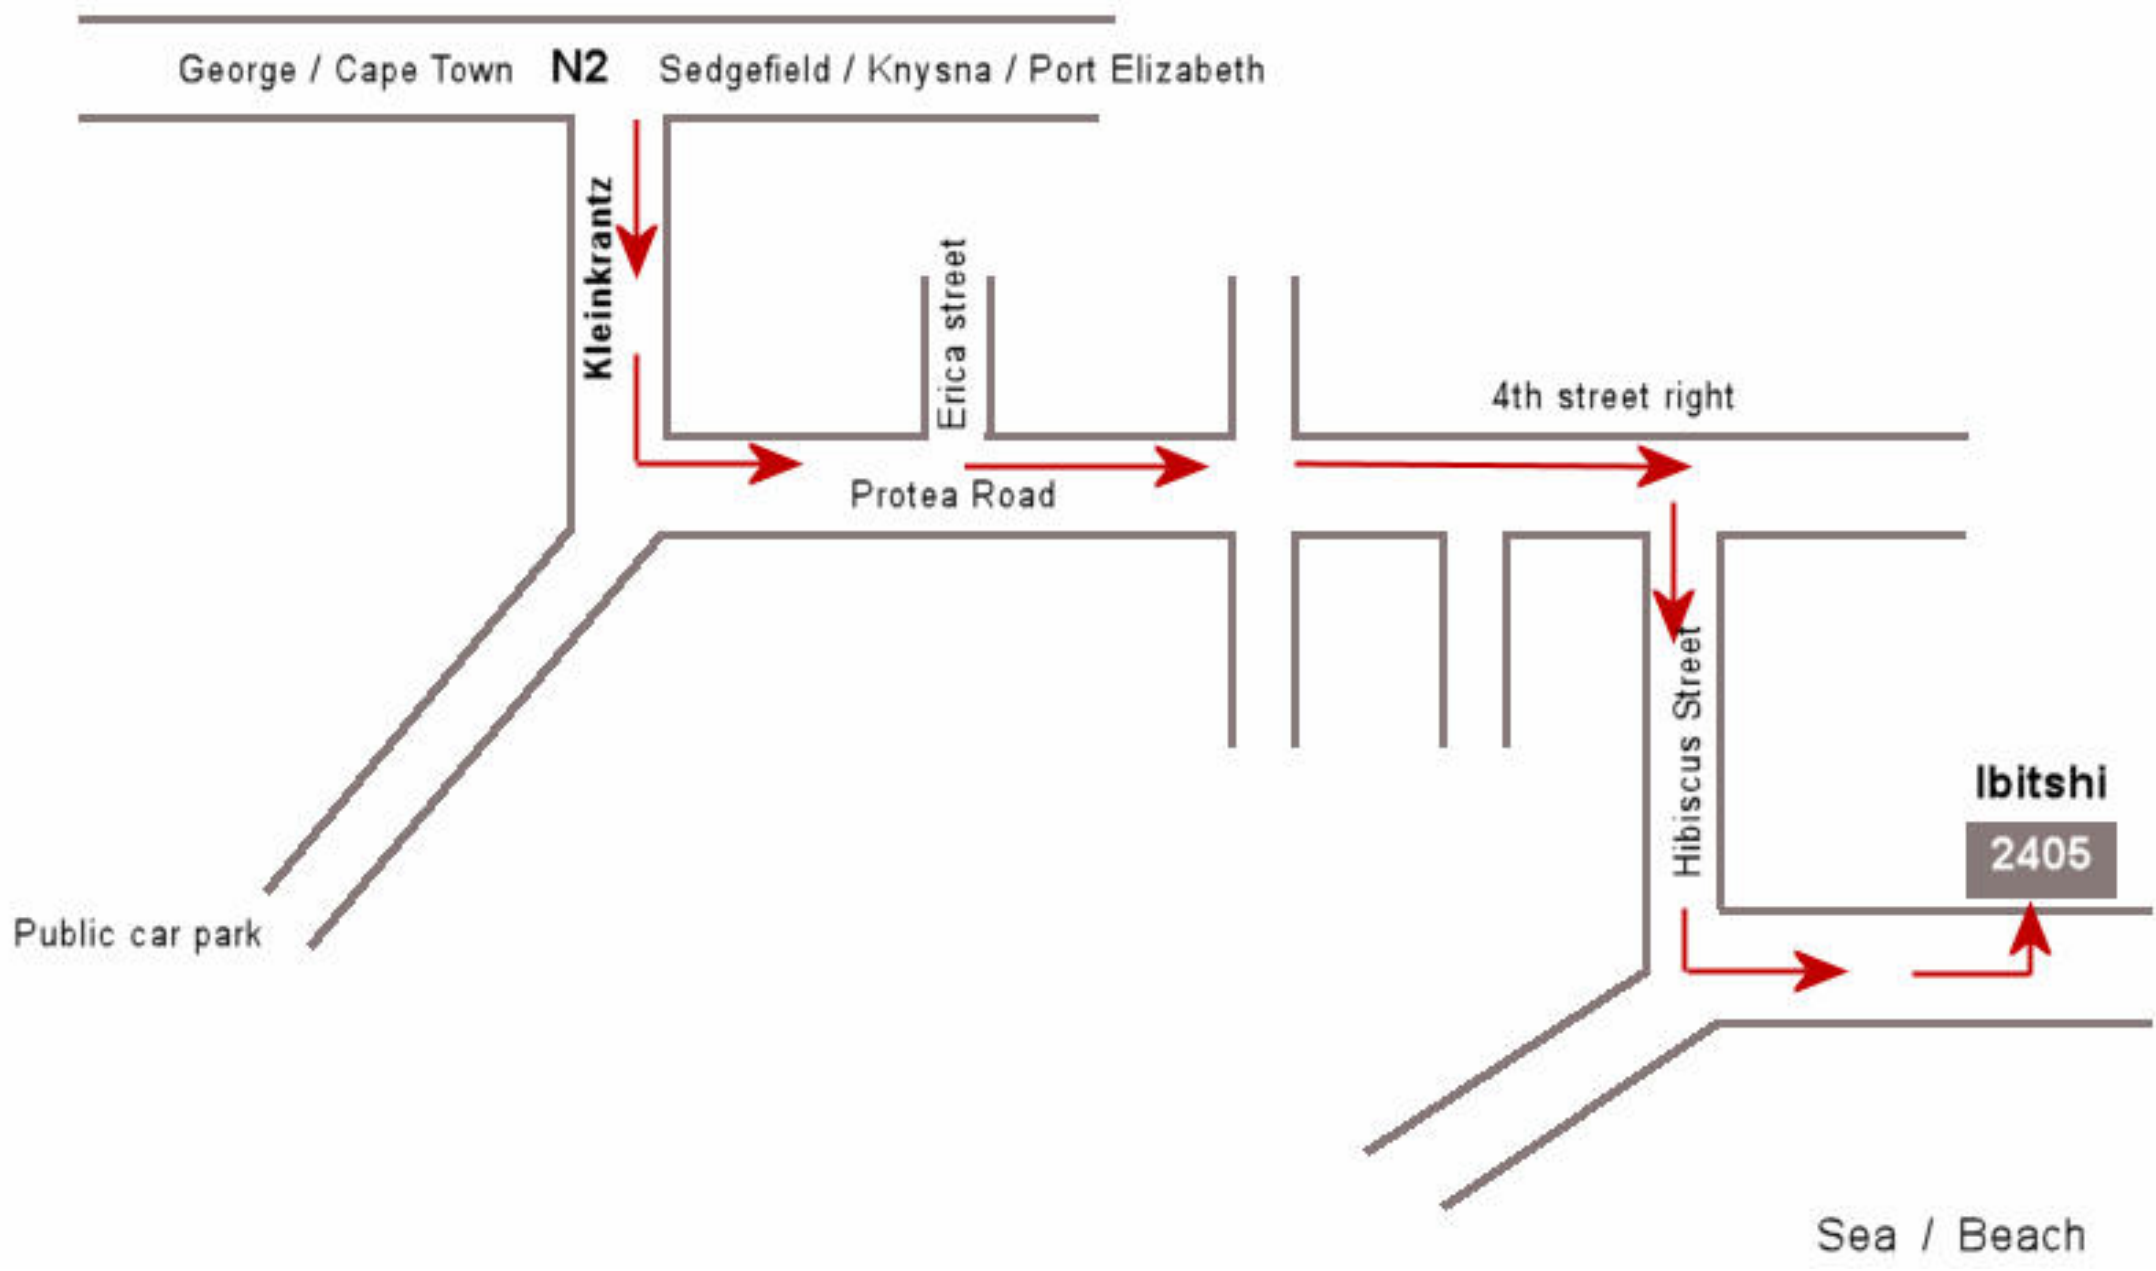 George / Cape Town N2 Sedgefield / Knysna / Port Elizabeth
Kleinkrantz
Erica street
4th street right
Protea Road
Hibiscus Street
Ibitshi
2405
Public car park
Sea / Beach